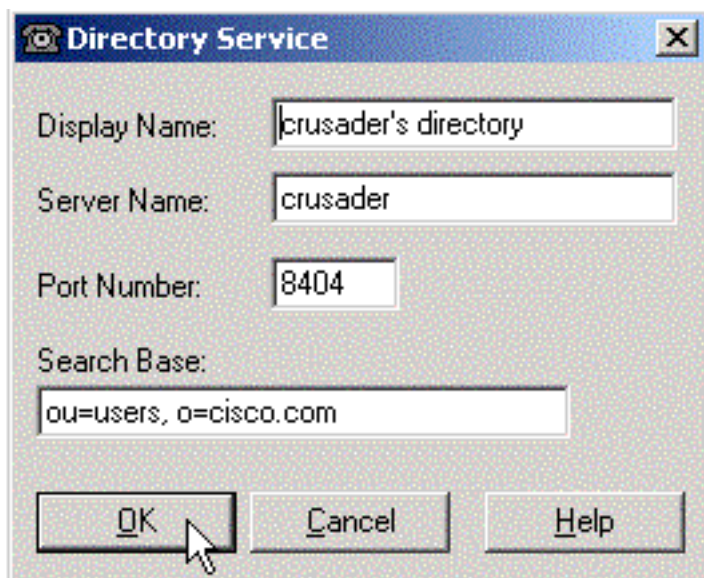 Directory Service
Display Name: crusader's directory
Server Name: crusader
Port Number: 8404
Search Base:
ou=users, o=cisco.com
OK Cancel Help